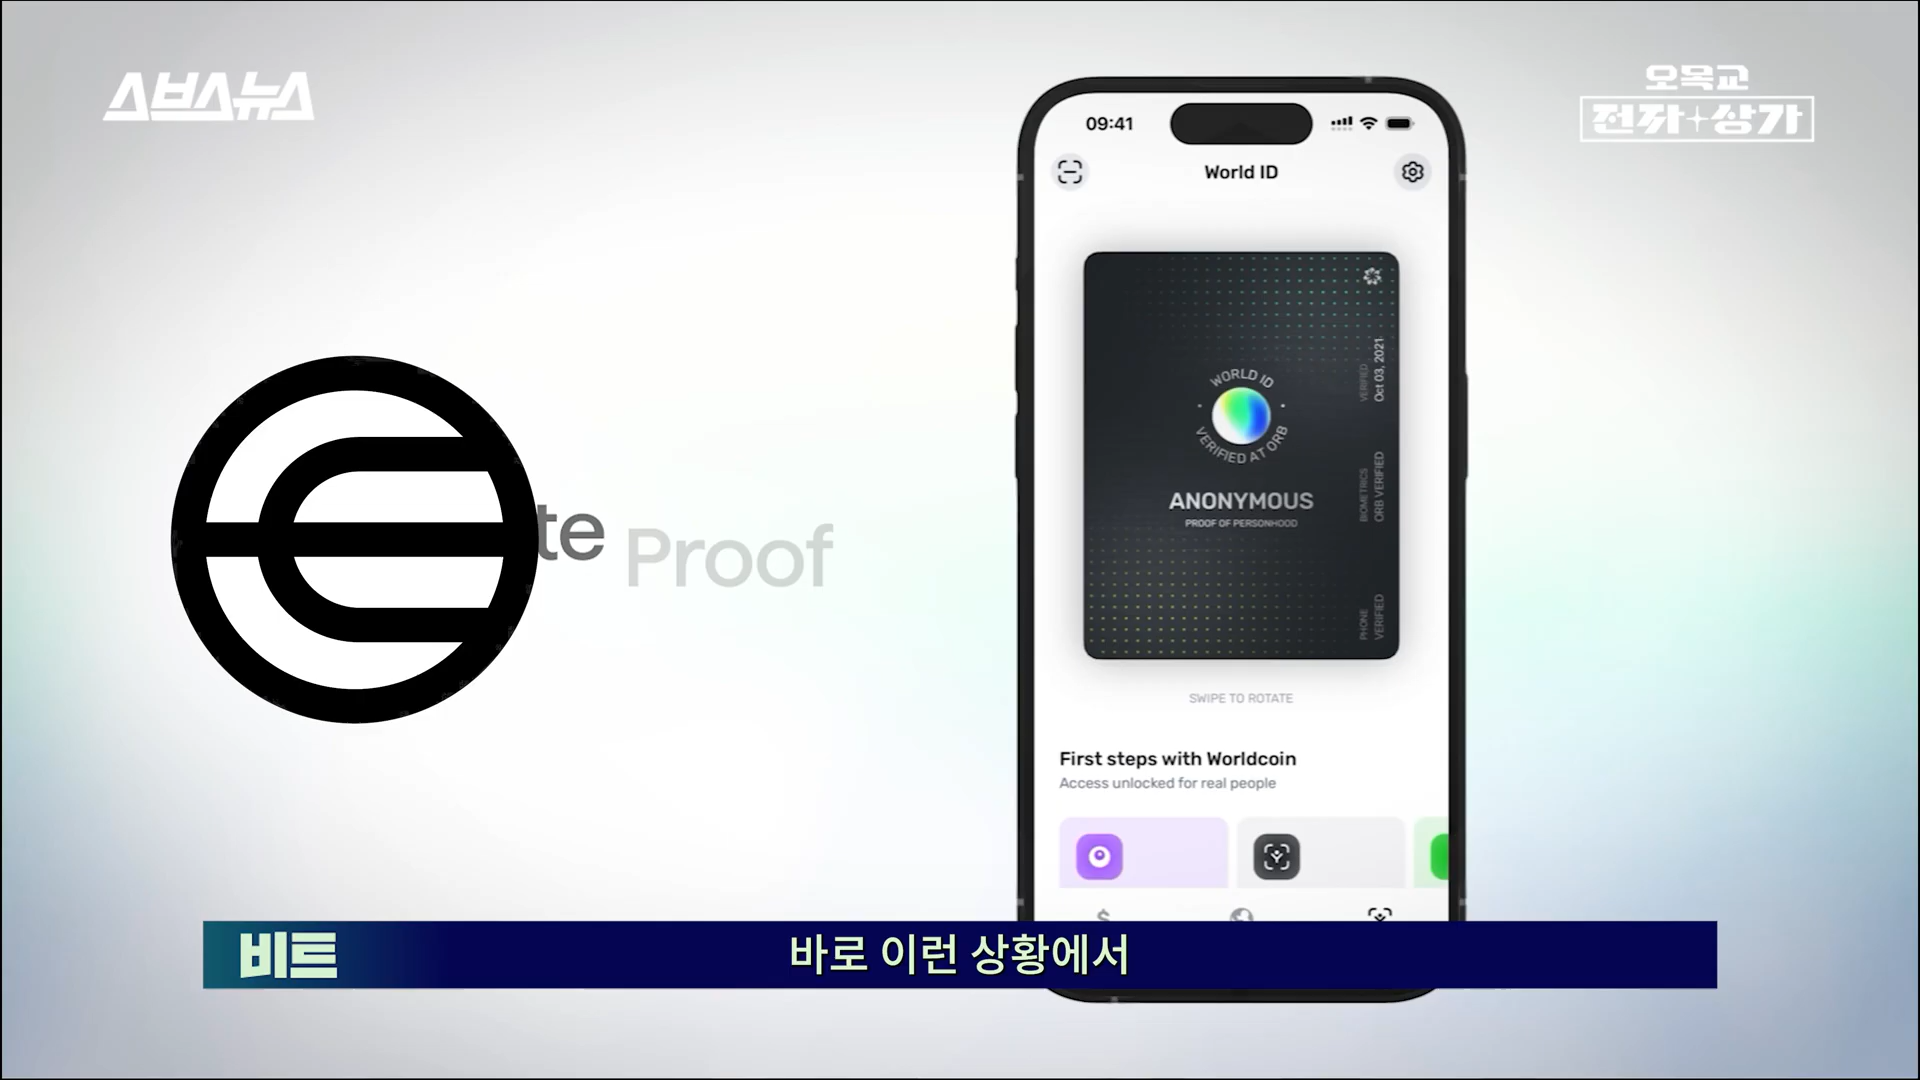 스브스뉴스
오목교
전자상가
09:41
World ID
WORLD ID
VERIFIED AT ORB
ANONYMOUS
PROOF OF PERSONHOOD
VERIFIED
Oct 03, 2021
BIOMETRICS
ORB VERIFIED
PHONE
VERIFIED
te Proof
SWIPE TO ROTATE
First steps with Worldcoin
Access unlocked for real people
비트
바로 이런 상황에서